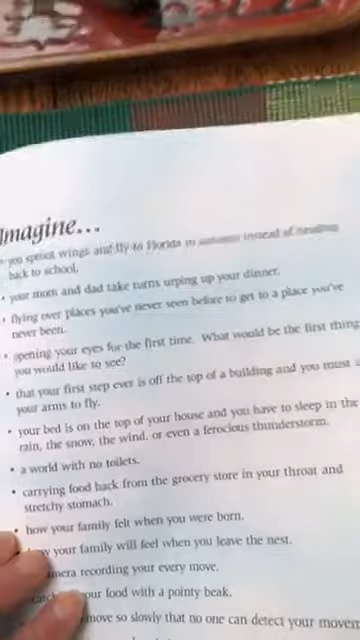 Imagine...
• you sprout wings and fly to Florida in autumn instead of heading
back to school.
• your mom and dad take turns urping up your dinner.
• flying over places you've never seen before to get to a place you've
never been.
• opening your eyes for the first time. What would be the first thing
you would like to see?
• that your first step ever is off the top of a building and you must
your arms to fly.
• your bed is on the top of your house and you have to sleep in the
rain, the snow, the wind, or even a ferocious thunderstorm.
• a world with no toilets.
• carrying food back from the grocery store in your throat and
stretchy stomach.
• how your family felt when you were born.
your family will feel when you leave the nest.
recording your every move.
your food with a pointy beak.
move so slowly that no one can detect your